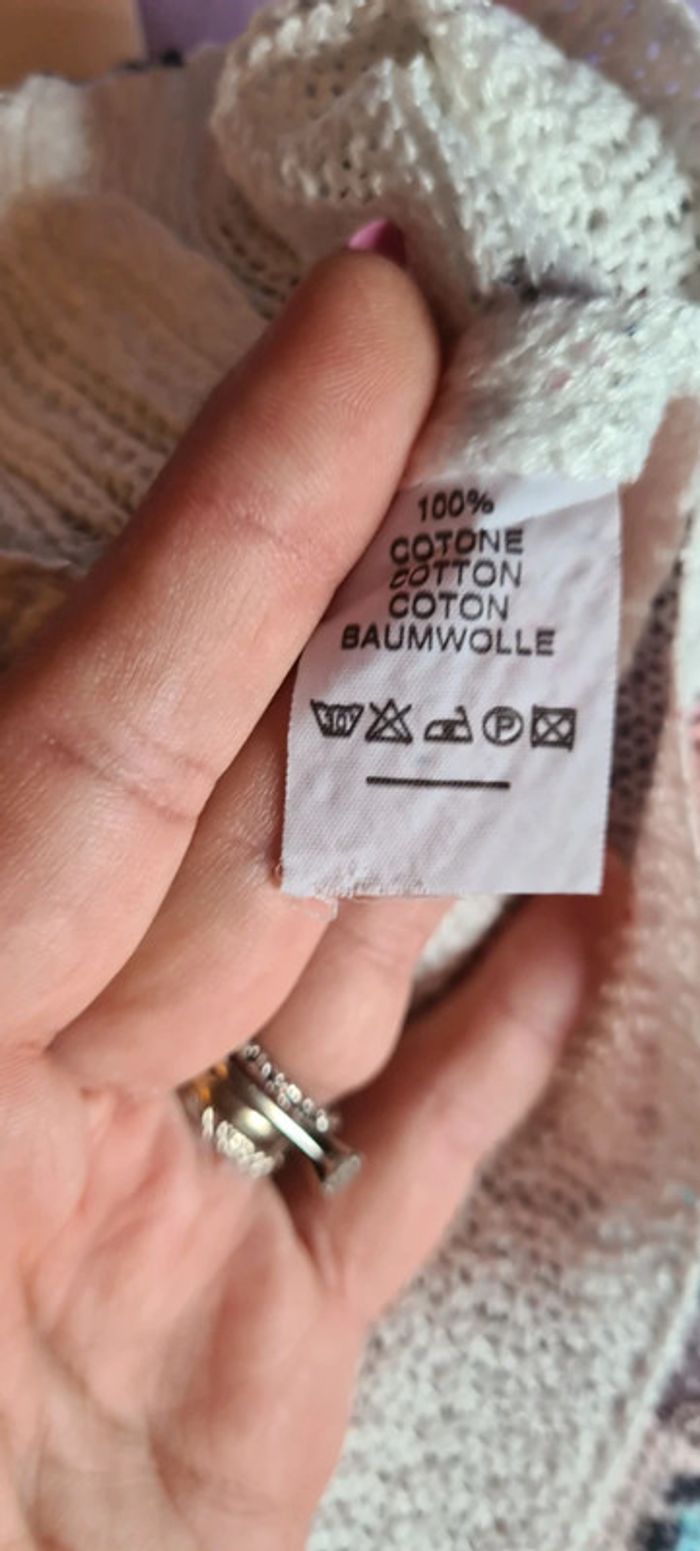 100%
COTONE
COTTON
COTON
BAUMWOLLE
30° P